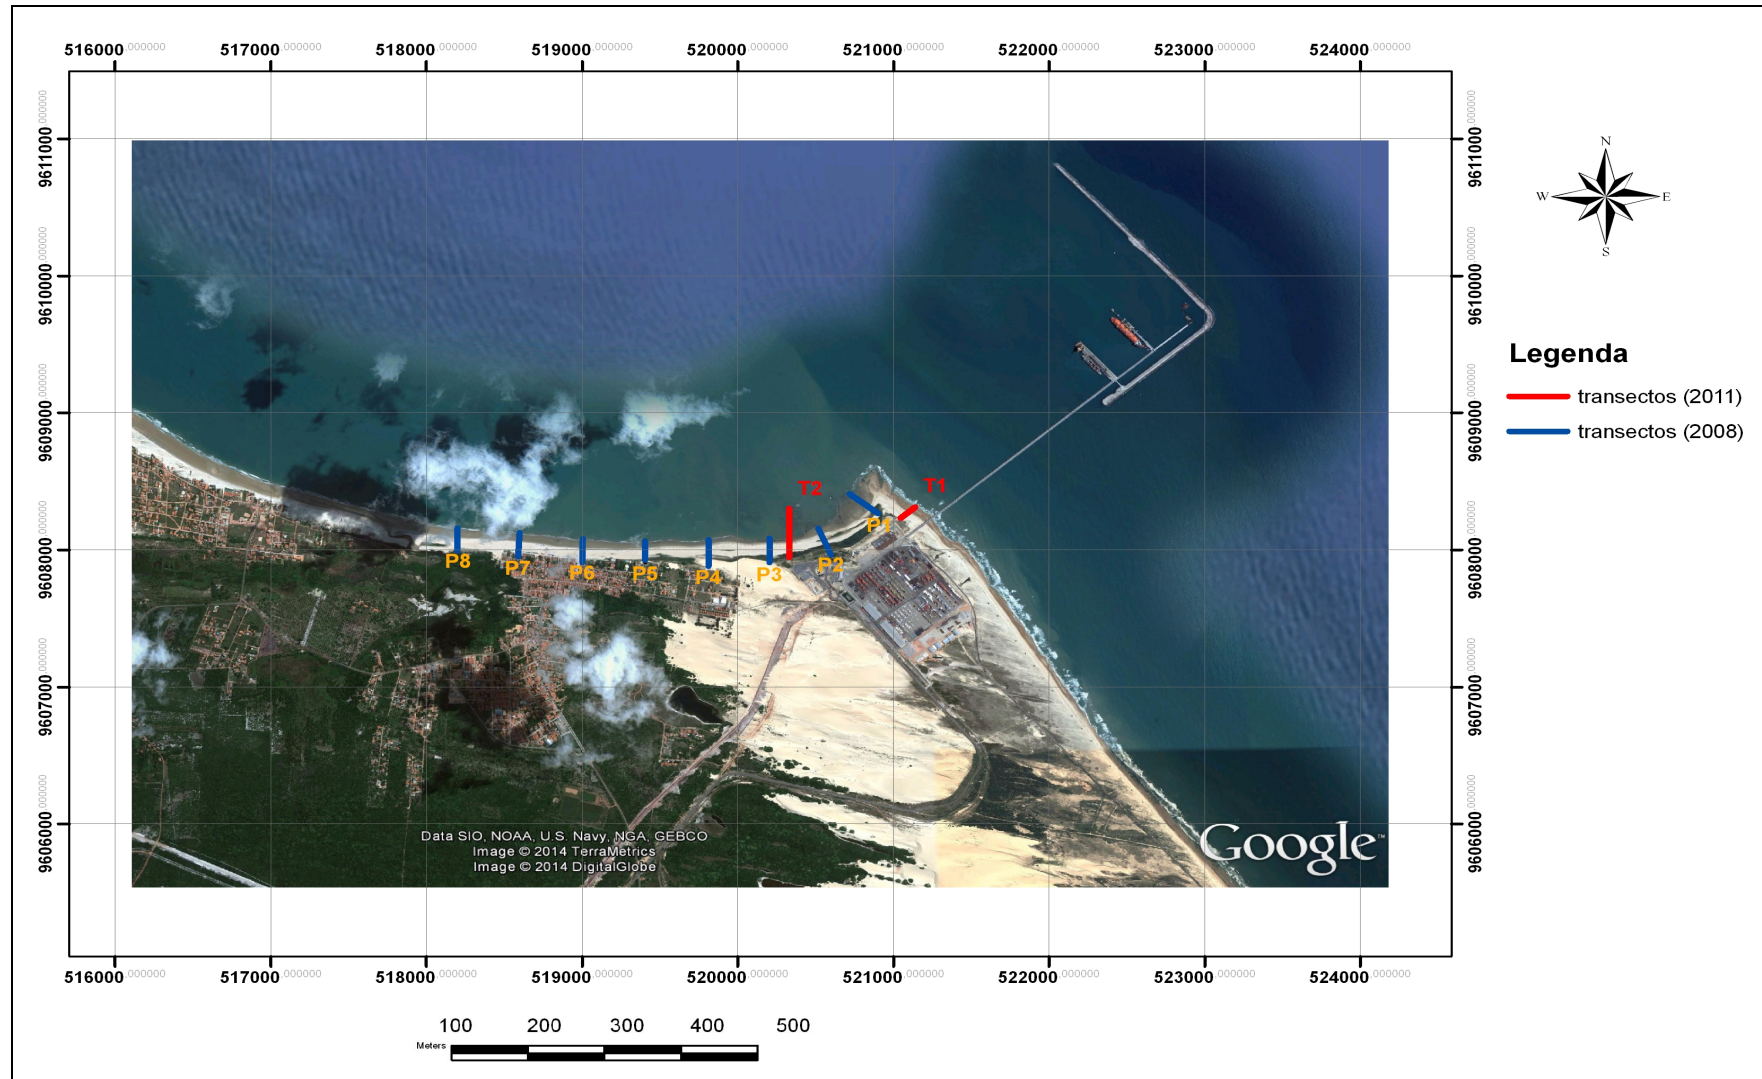 516000.000000 517000.000000 518000.000000 519000.000000 520000.000000 521000.000000 522000.000000 523000.000000 524000.000000
9611000.000000
9610000.000000
9609000.000000
9608000.000000
9607000.000000
9606000.000000
9611000.000000
9610000.000000
9609000.000000
9608000.000000
9607000.000000
9606000.000000
N
W E
S
Legenda
transectos (2011)
transectos (2008)
T2
T1
P1
P2
P3
P4
P5
P6
P7
P8
Data SIO, NOAA, U.S. Navy, NGA, GEBCO
Image © 2014 TerraMetrics
Image © 2014 DigitalGlobe
Google™
516000.000000 517000.000000 518000.000000 519000.000000 520000.000000 521000.000000 522000.000000 523000.000000 524000.000000
100 200 300 400 500
Meters